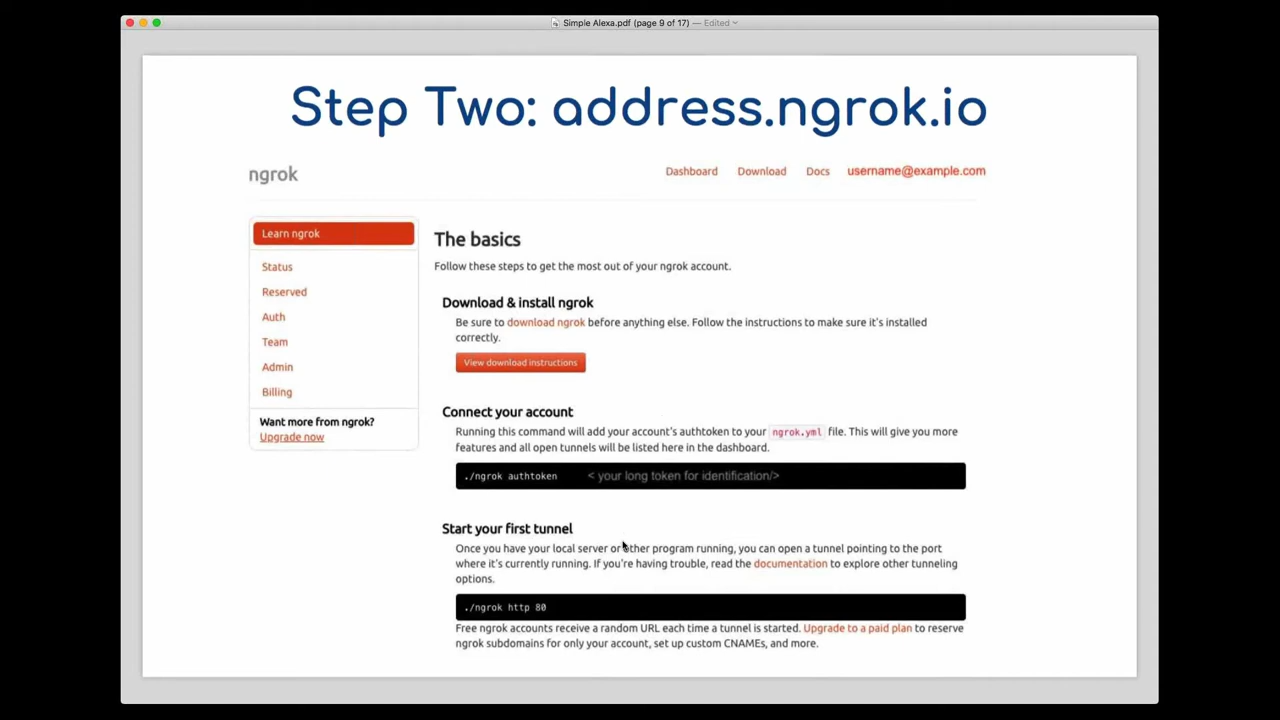 Simple Alexa.pdf (page 9 of 17) — Edited
Step Two: address.ngrok.io
ngrok
Dashboard
Download
Docs
username@example.com
Learn ngrok
Status
Reserved
Auth
Team
Admin
Billing
Want more from ngrok?
Upgrade now
The basics
Follow these steps to get the most out of your ngrok account.
Download & install ngrok
Be sure to download ngrok before anything else. Follow the instructions to make sure it's installed
correctly.
View download instructions
Connect your account
Running this command will add your account's authtoken to your ngrok.yml file. This will give you more
features and all open tunnels will be listed here in the dashboard.
./ngrok authtoken < your long token for identification/>
Start your first tunnel
Once you have your local server or other program running, you can open a tunnel pointing to the port
where it's currently running. If you're having trouble, read the documentation to explore other tunneling
options.
./ngrok http 80
Free ngrok accounts receive a random URL each time a tunnel is started. Upgrade to a paid plan to reserve
ngrok subdomains for only your account, set up custom CNAMEs, and more.